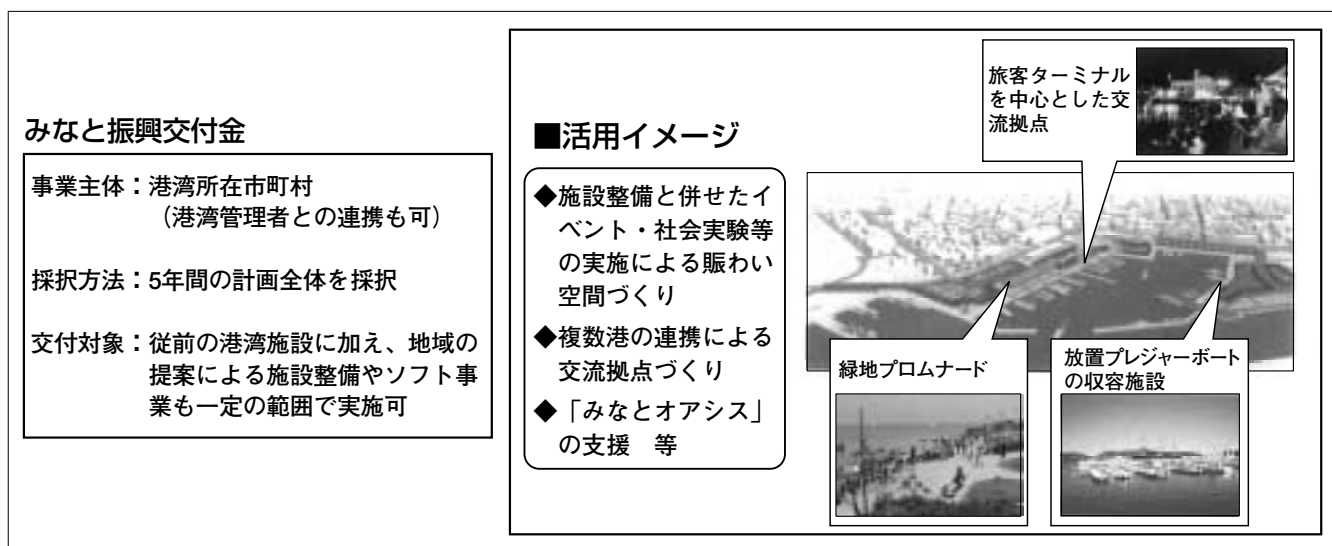 みなと振興交付金
事業主体：港湾所在市町村
（港湾管理者との連携も可）
採択方法：5年間の計画全体を採択
交付対象：従前の港湾施設に加え、地域の
提案による施設整備やソフト事
業も一定の範囲で実施可
■活用イメージ
◆施設整備と併せたイ
ベント・社会実験等
の実施による賑わい
空間づくり
◆複数港の連携による
交流拠点づくり
◆「みなとオアシス」
の支援　等
旅客ターミナル
を中心とした交
流拠点
緑地プロムナード
放置プレジャーボート
の収容施設